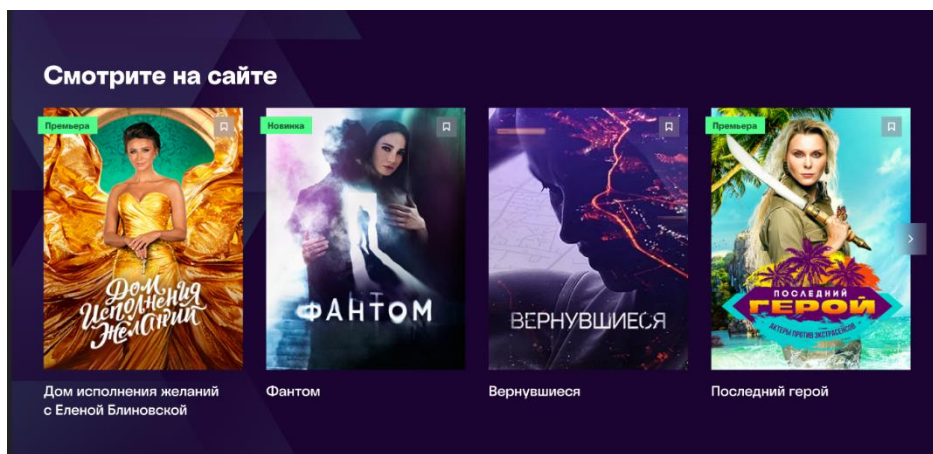 Смотрите на сайте
Премьера
Дом
Исполнения
Желаний
Дом исполнения желаний
с Еленой Блиновской
Новинка
ФАНТОМ
Фантом
ВЕРНУВШИЕСЯ
Вернувшиеся
Премьера
ПОСЛЕДНИЙ
ГЕРОЙ
АКТЕРЫ ПРОТИВ ЭКСТРАСЕНСОВ
Последний герой